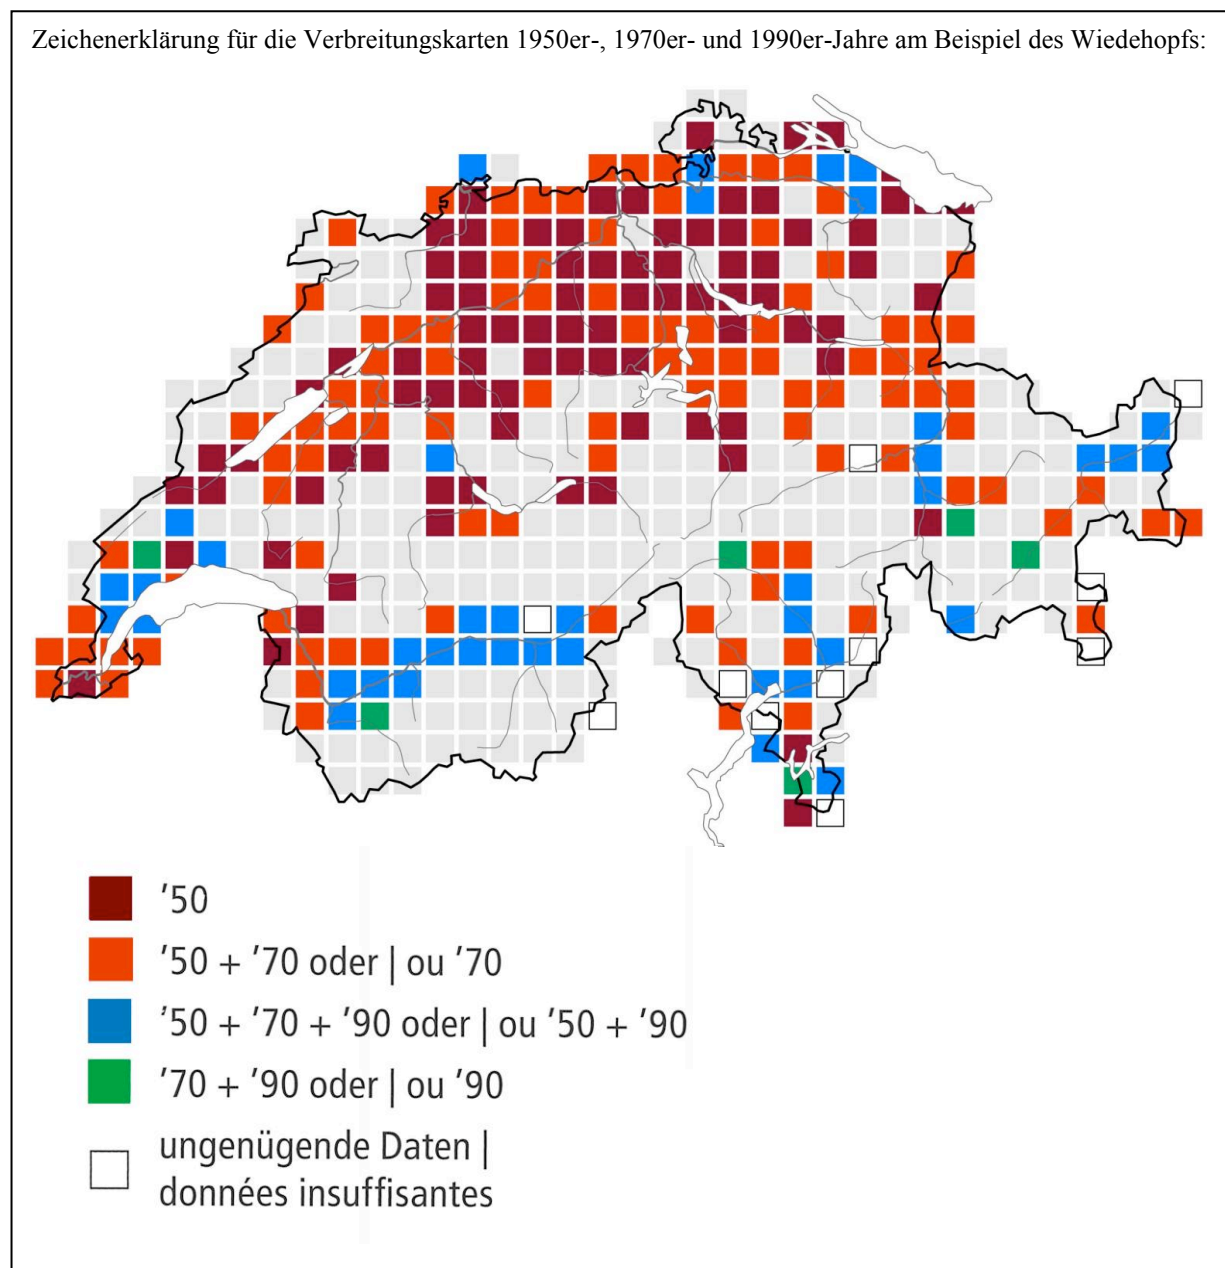 Zeichenerklärung für die Verbreitungskarten 1950er-, 1970er- und 1990er-Jahre am Beispiel des Wiedehopfs:
’50
’50 + ’70 oder | ou ’70
’50 + ’70 + ’90 oder | ou ’50 + ’90
’70 + ’90 oder | ou ’90
ungenügende Daten |
données insuffisantes